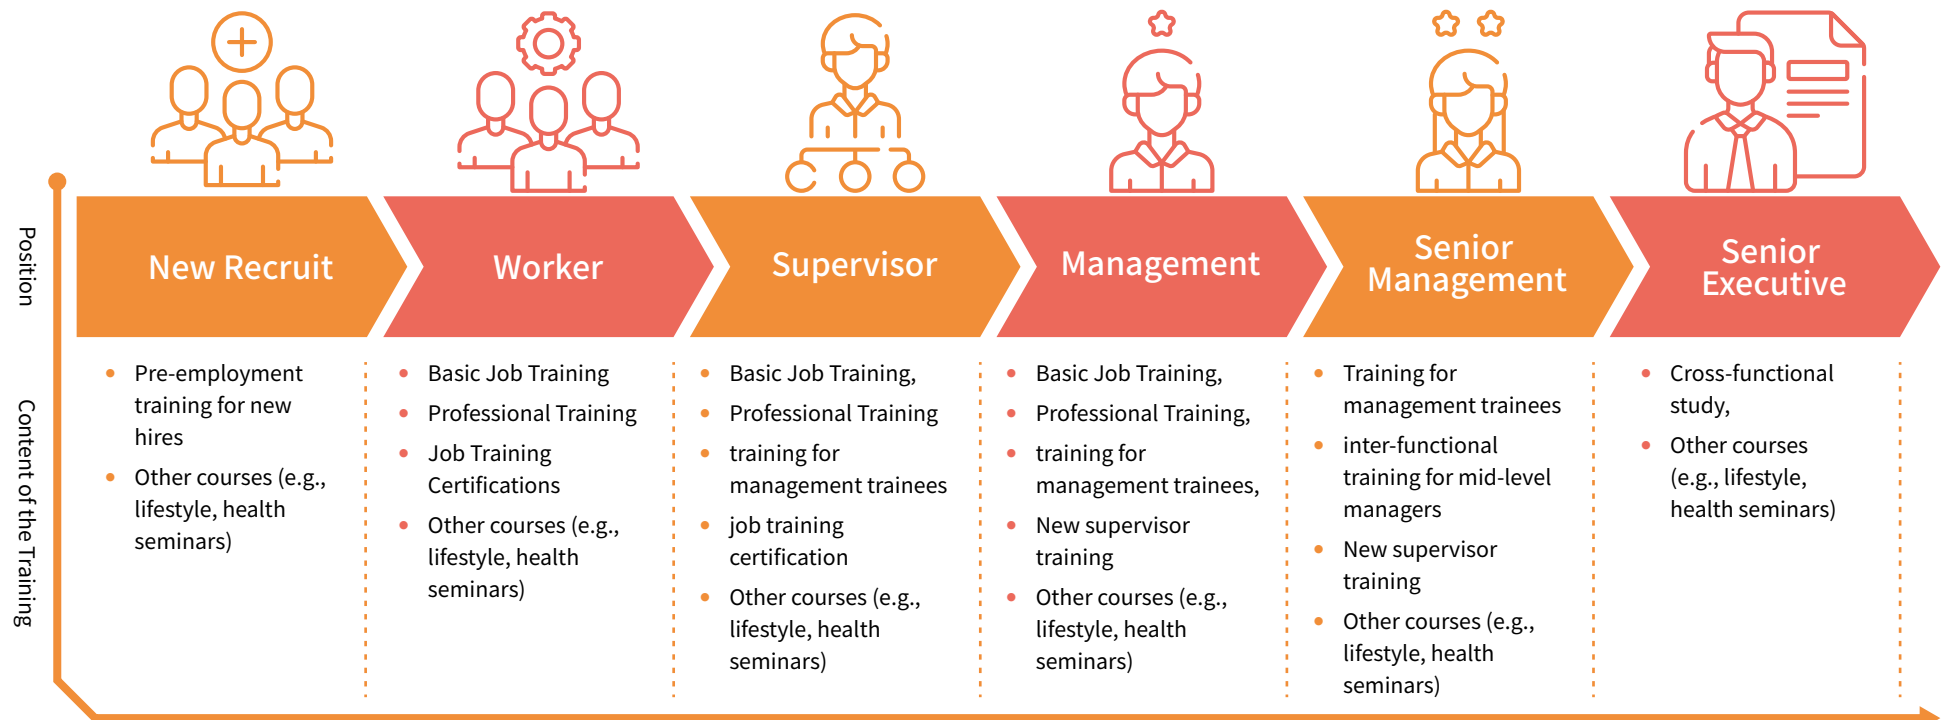 Position
New Recruit
Worker
Supervisor
Management
Senior
Management
Senior
Executive
Content of the Training
Pre-employment
training for new
hires
Other courses (e.g.,
lifestyle, health
seminars)
Basic Job Training
Professional Training
Job Training
Certifications
Other courses (e.g.,
lifestyle, health
seminars)
Basic Job Training,
Professional Training
training for
management trainees
job training
certification
Other courses (e.g.,
lifestyle, health
seminars)
Basic Job Training,
Professional Training,
training for
management trainees,
New supervisor
training
Other courses (e.g.,
lifestyle, health
seminars)
Training for
management trainees
inter-functional
training for mid-level
managers
New supervisor
training
Other courses (e.g.,
lifestyle, health
seminars)
Cross-functional
study,
Other courses
(e.g., lifestyle,
health seminars)